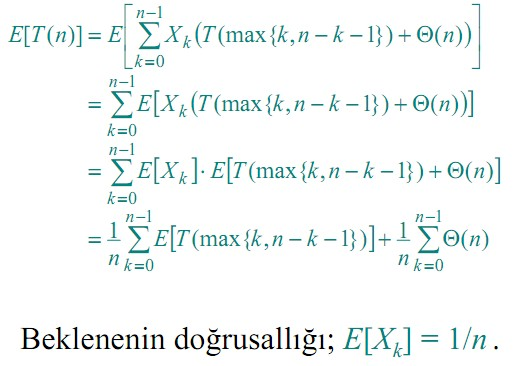 E[T(n)] = E[∑_{k=0}^{n−1} X_k (T(max{k, n − k − 1}) + Θ(n))]
= ∑_{k=0}^{n−1} E[X_k (T(max{k, n − k − 1}) + Θ(n))]
= ∑_{k=0}^{n−1} E[X_k] · E[T(max{k, n − k − 1}) + Θ(n)]
= 1/n ∑_{k=0}^{n−1} E[T(max{k, n − k − 1})] + 1/n ∑_{k=0}^{n−1} Θ(n)
Beklenenin doğrusallığı; E[X_k] = 1/n .